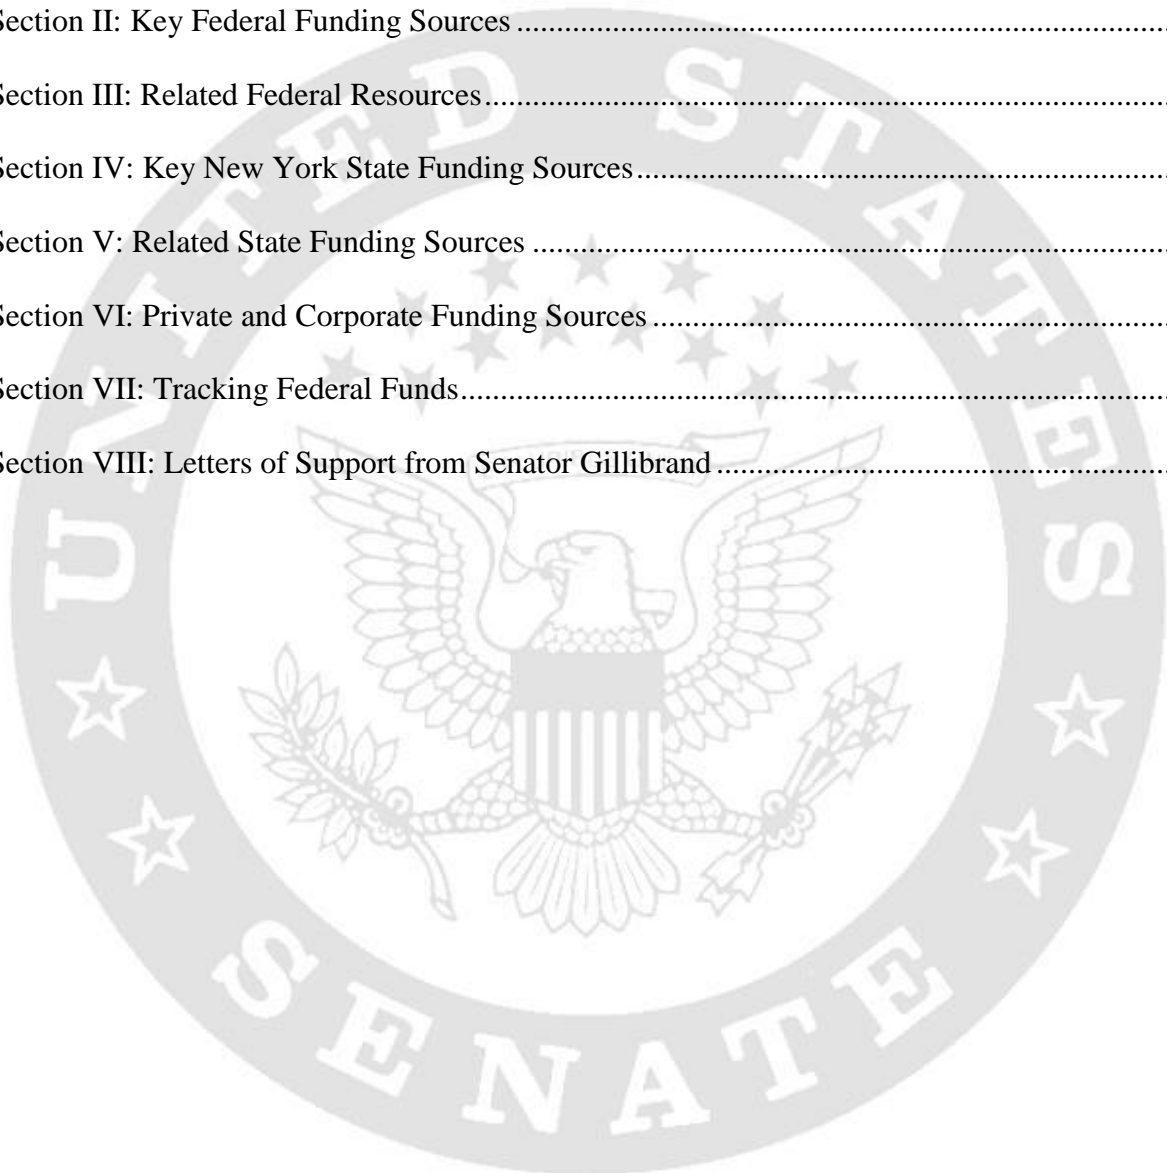 Section II: Key Federal Funding Sources ........................................................................................
Section III: Related Federal Resources............................................................................................
Section IV: Key New York State Funding Sources........................................................................
Section V: Related State Funding Sources ......................................................................................
Section VI: Private and Corporate Funding Sources ......................................................................
Section VII: Tracking Federal Funds...............................................................................................
Section VIII: Letters of Support from Senator Gillibrand .............................................................
UNITED STATES
SENATE